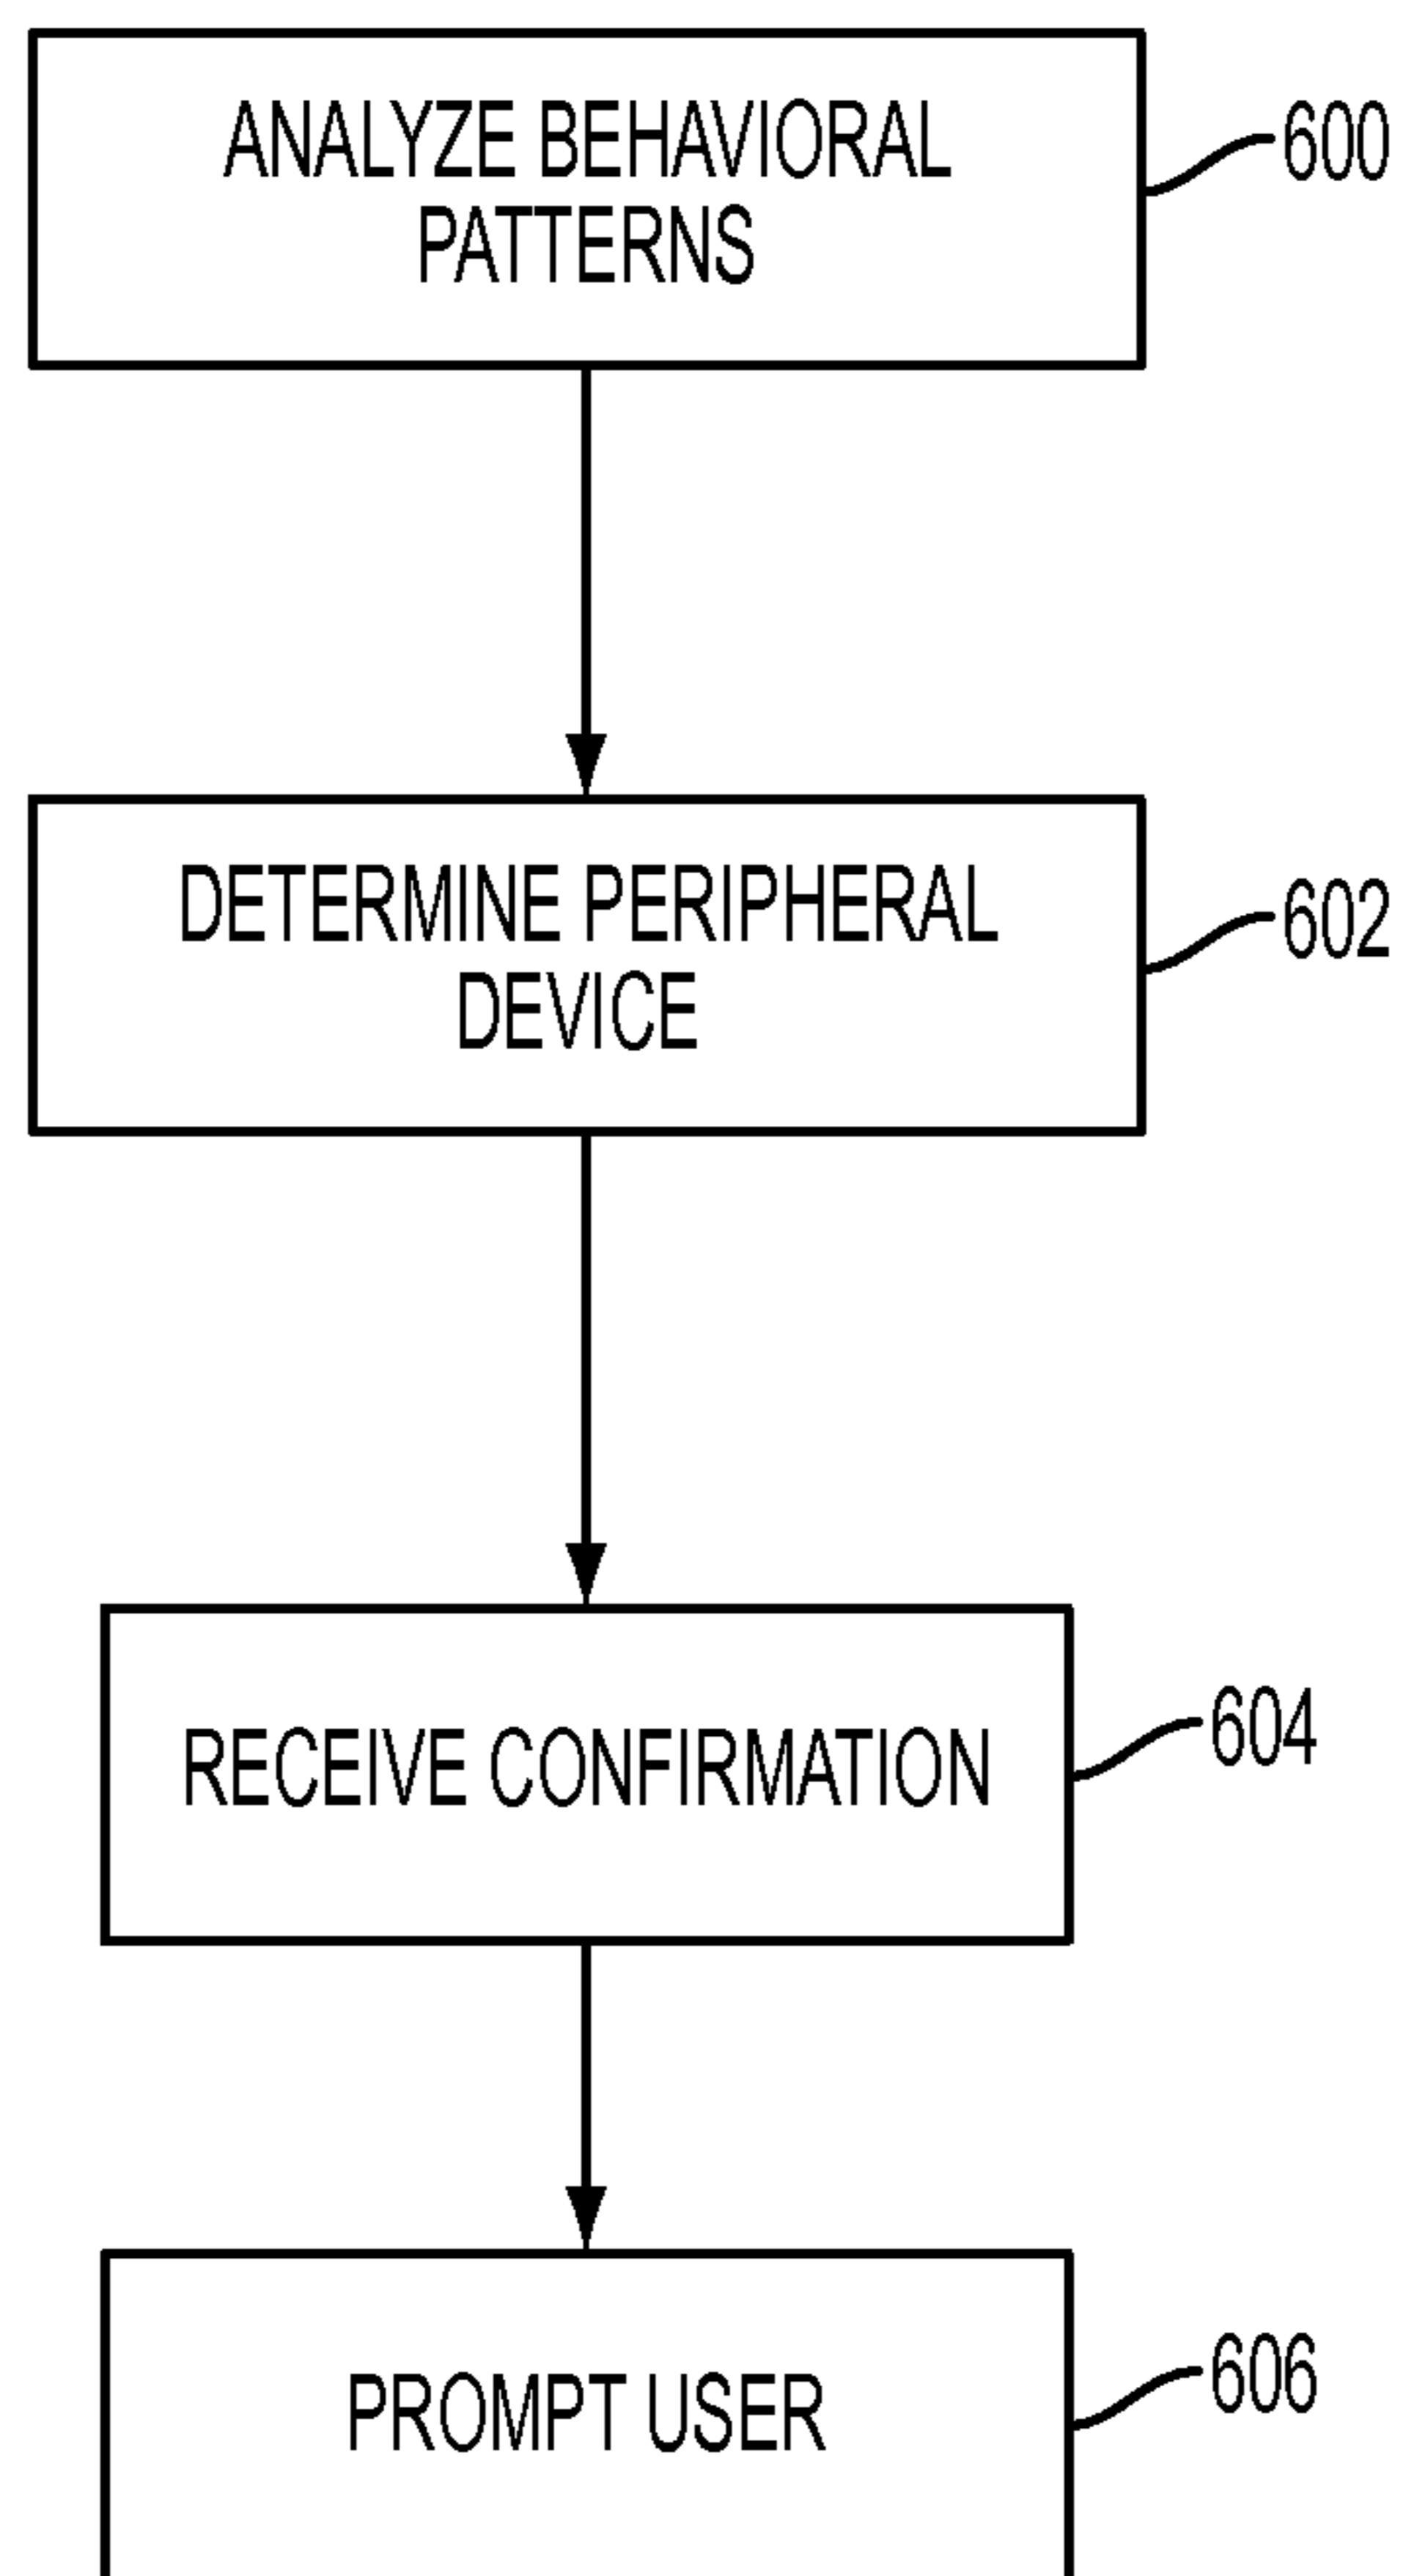 ANALYZE BEHAVIORAL
PATTERNS
600
DETERMINE PERIPHERAL
DEVICE
602
RECEIVE CONFIRMATION
604
PROMPT USER
606